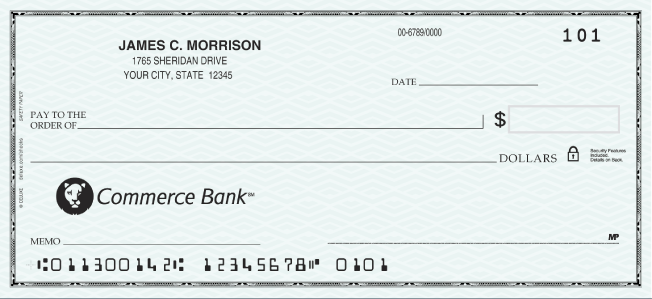 JAMES C. MORRISON
1765 SHERIDAN DRIVE
YOUR CITY, STATE 12345
00-6789/0000
101
DATE
PAY TO THE
ORDER OF
$
DOLLARS
Security Features
Included.
Details on Back.
Commerce Bank℠
MEMO
MP
⑆011300142⑆ 12345678⑈ 0101
SAFETY PAPER
© DELUXE